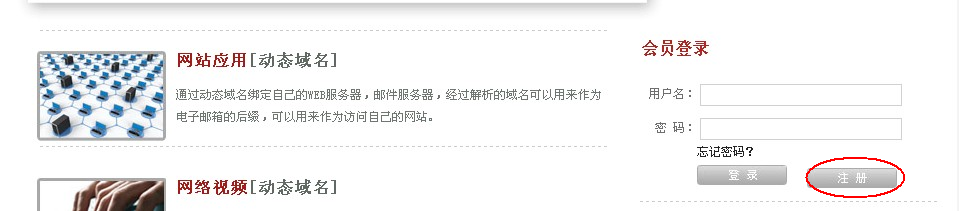 网站应用[动态域名]
通过动态域名绑定自己的WEB服务器，邮件服务器，经过解析的域名可以用来作为
电子邮箱的后缀，可以用来作为访问自己的网站。
网络视频[动态域名]
会员登录
用户名：
密 码：
忘记密码？
登 录 注 册